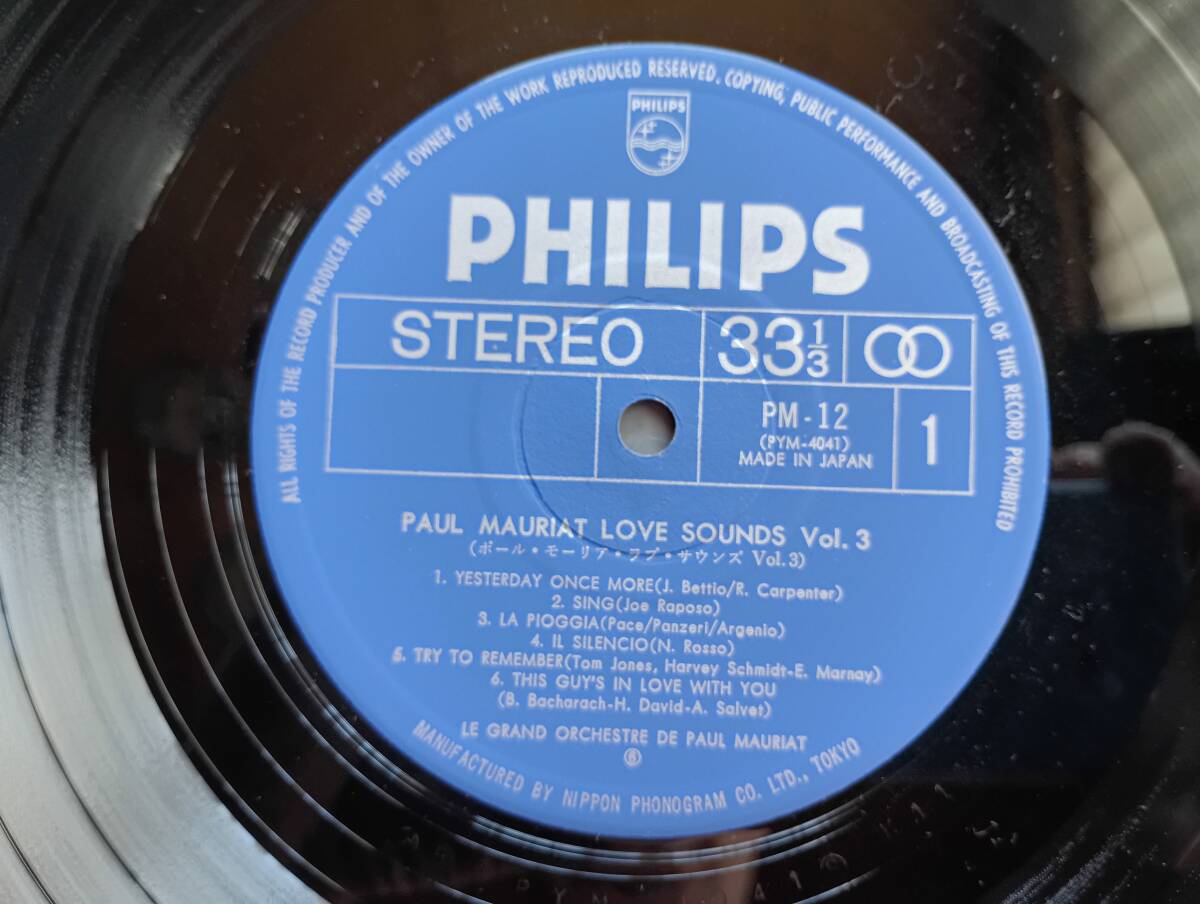 ALL RIGHTS OF THE RECORD PRODUCER AND OF THE OWNER OF THE WORK REPRODUCED RESERVED. COPYING, PUBLIC PERFORMANCE AND BROADCASTING OF THIS RECORD PROHIBITED
PHILIPS
PHILIPS
STEREO 33 1/3
PM-12 1
(PYM-4041)
MADE IN JAPAN
PAUL MAURIAT LOVE SOUNDS Vol. 3
(ポール・モーリア・ラブ・サウンズ Vol.3)
1. YESTERDAY ONCE MORE(J. Bettio/R. Carpenter)
2. SING(Joe Raposo)
3. LA PIOGGIA(Pace/Panzeri/Argenio)
4. IL SILENCIO(N. Rosso)
5. TRY TO REMEMBER(Tom Jones, Harvey Schmidt-E. Marnay)
6. THIS GUY'S IN LOVE WITH YOU
(B. Bacharach-H. David-A. Salvet)
LE GRAND ORCHESTRE DE PAUL MAURIAT
MANUFACTURED BY NIPPON PHONOGRAM CO. LTD., TOKYO